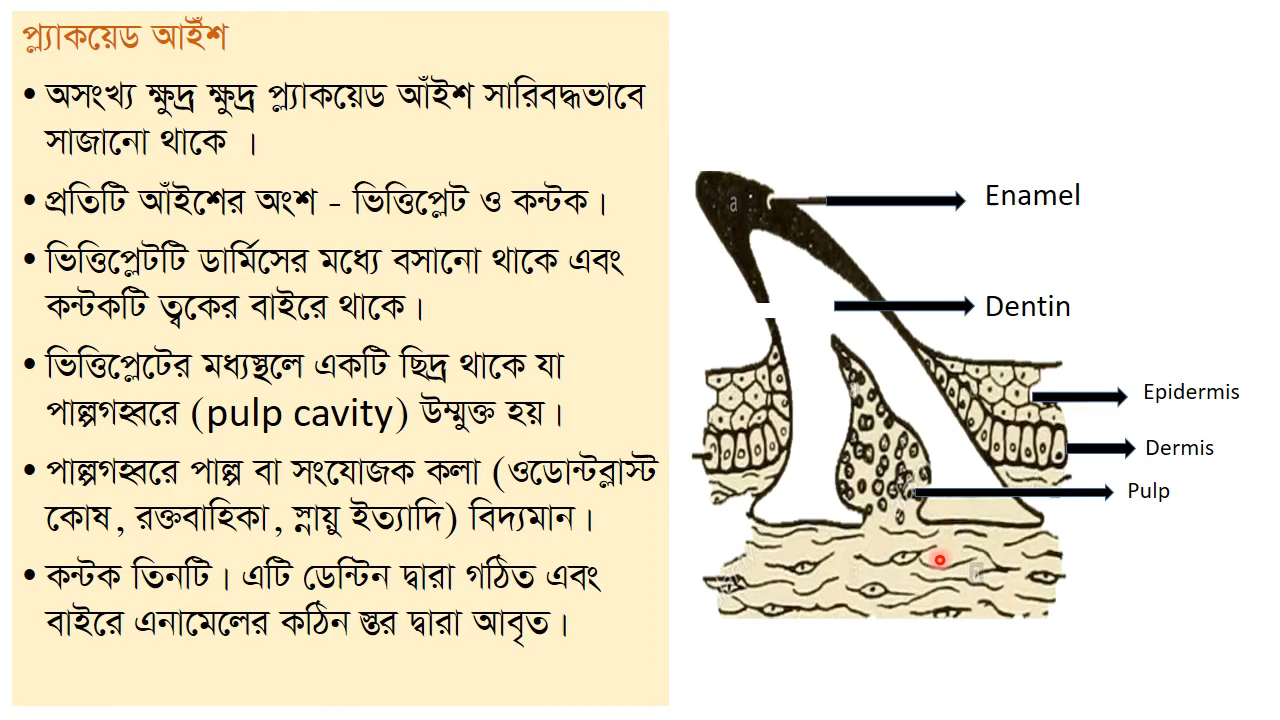 প্ল্যাকয়েড আইঁশ
• অসংখ্য ক্ষুদ্র ক্ষুদ্র প্ল্যাকয়েড আঁইশ সারিবদ্ধভাবে
সাজানো থাকে ।
• প্রতিটি আঁইশের অংশ - ভিত্তিপ্লেট ও কন্টক।
• ভিত্তিপ্লেটটি ডার্মিসের মধ্যে বসানো থাকে এবং
কন্টকটি ত্বকের বাইরে থাকে।
• ভিত্তিপ্লেটের মধ্যস্থলে একটি ছিদ্র থাকে যা
পাল্পগহ্বরে (pulp cavity) উম্মুক্ত হয়।
• পাল্পগহ্বরে পাল্প বা সংযোজক কলা (ওডোন্টব্লাস্ট
কোষ, রক্তবাহিকা, স্নায়ু ইত্যাদি) বিদ্যমান।
• কন্টক তিনটি। এটি ডেন্টিন দ্বারা গঠিত এবং
বাইরে এনামেলের কঠিন স্তর দ্বারা আবৃত।
a
Enamel
Dentin
Epidermis
Dermis
Pulp